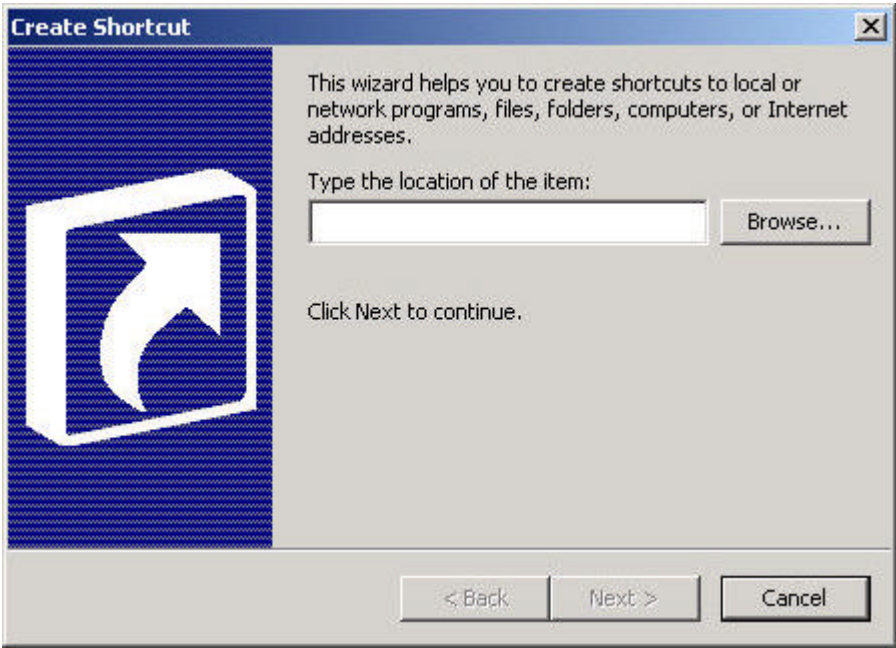 Create Shortcut
This wizard helps you to create shortcuts to local or
network programs, files, folders, computers, or Internet
addresses.
Type the location of the item:
Browse...
Click Next to continue.
< Back
Next >
Cancel